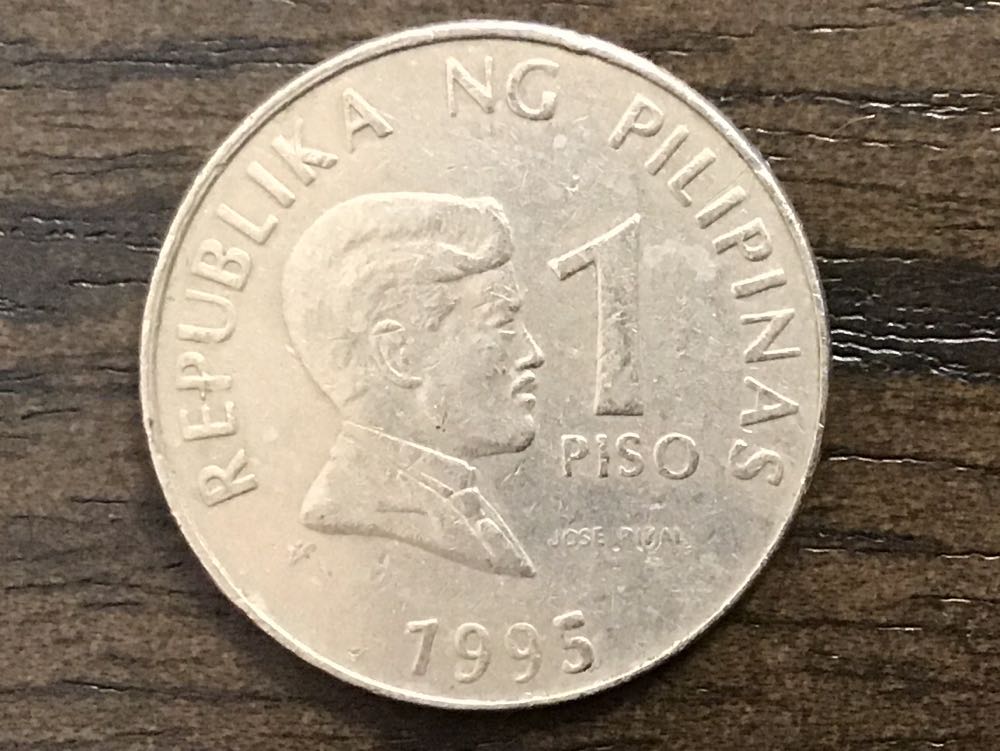 REPUBLIKA NG PILIPINAS
1
PISO
JOSE RIZAL
1995